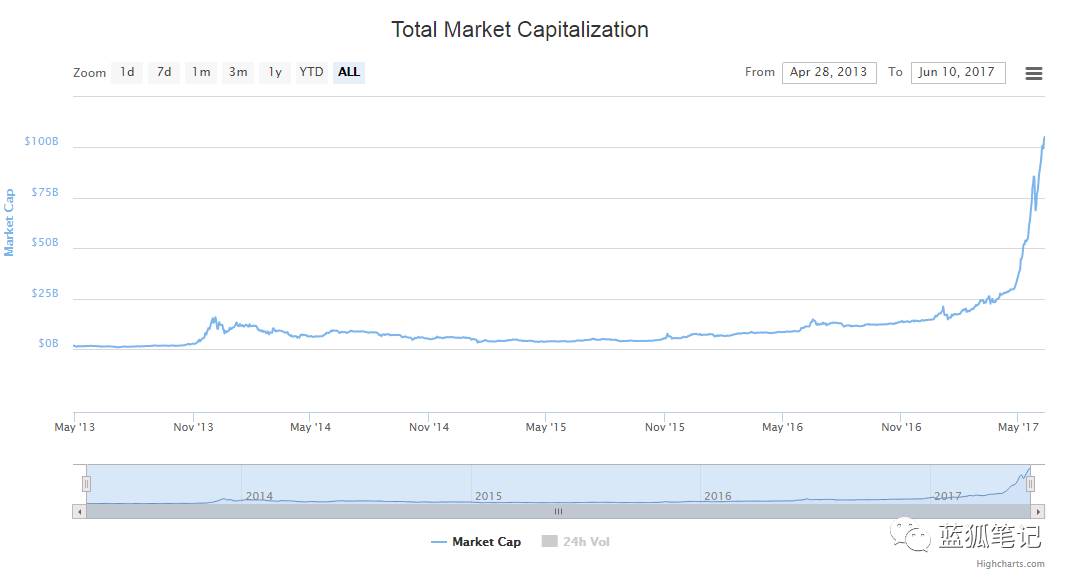 Total Market Capitalization
Zoom 1d 7d 1m 3m 1y YTD ALL From Apr 28, 2013 To Jun 10, 2017
Market Cap
$100B
$75B
$50B
$25B
$0B
May '13 Nov '13 May '14 Nov '14 May '15 Nov '15 May '16 Nov '16 May '17
2014 2015 2016 2017
Market Cap 24h Vol
蓝狐笔记
Highcharts.com